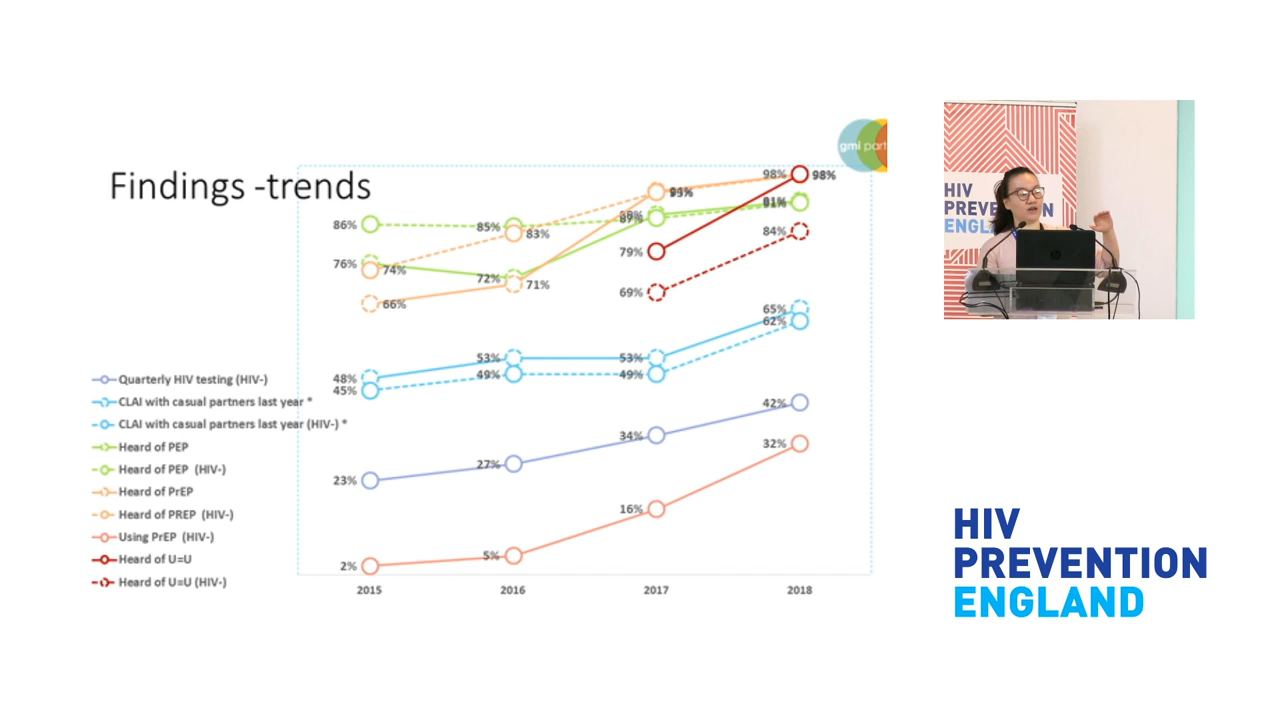 Findings -trends
gmi part
98%
98%
93%
86%
85%
83%
89%
91%
84%
79%
76%
74%
72%
71%
69%
66%
65%
62%
53%
53%
48%
49%
49%
45%
42%
34%
32%
27%
23%
16%
5%
2%
Quarterly HIV testing (HIV-)
CLAI with casual partners last year *
CLAI with casual partners last year (HIV-) *
Heard of PEP
Heard of PEP (HIV-)
Heard of PrEP
Heard of PREP (HIV-)
Using PrEP (HIV-)
Heard of U=U
Heard of U=U (HIV-)
2015 2016 2017 2018
HIV
PREVENTION
ENGL
HIV
PREVENTION
ENGLAND